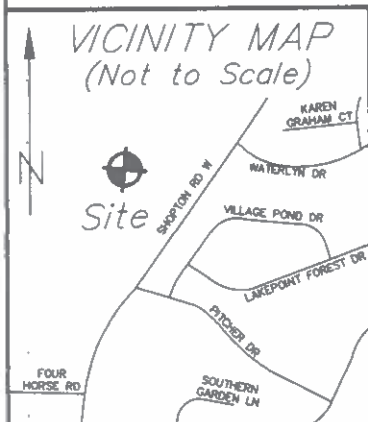 VICINITY MAP
(Not to Scale)
N
Site
SHOPTON RD W
KAREN
GRAHAM CT
WATERLYN DR
VILLAGE POND DR
LAKEPOINT FOREST DR
PITCHER DR
FOUR
HORSE RD
SOUTHERN
GARDEN LN